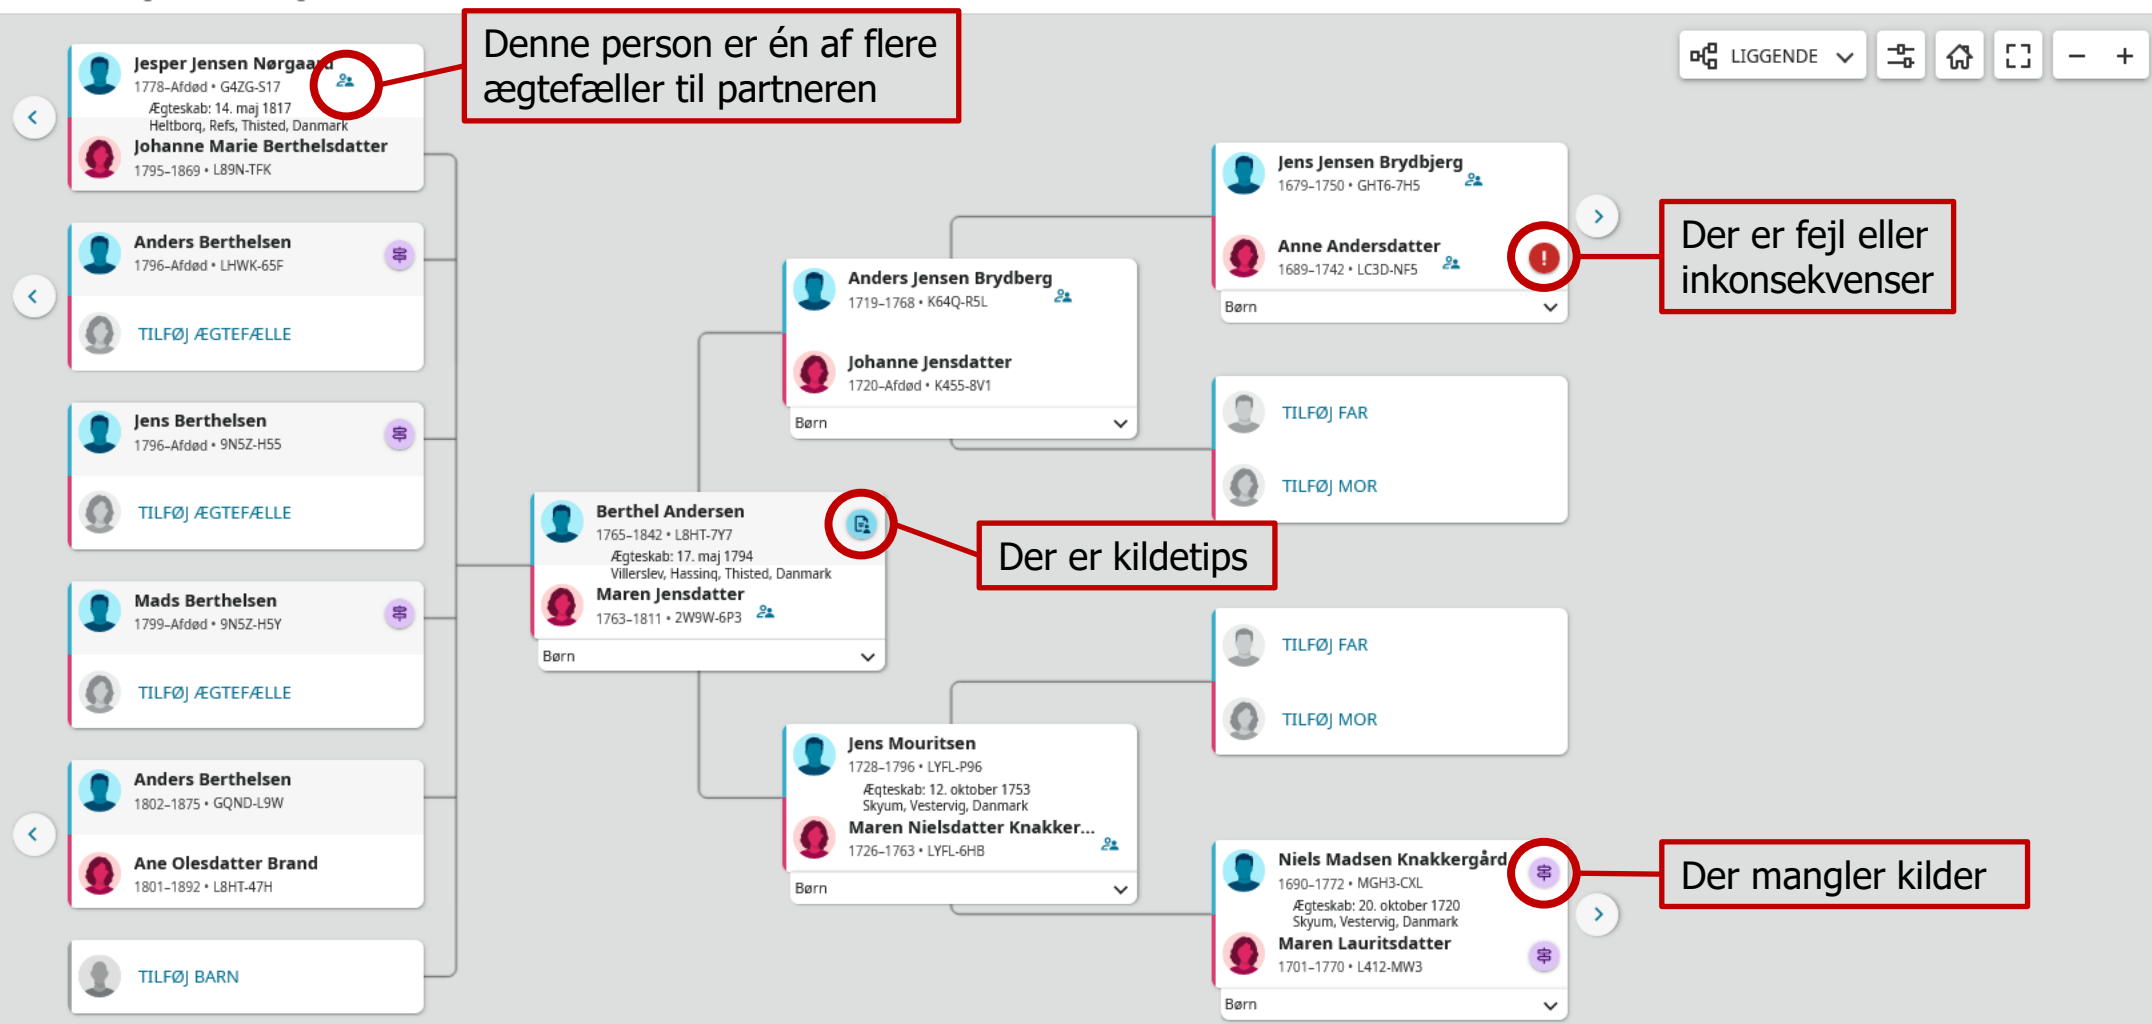 Denne person er én af flere
ægtefæller til partneren
LIGGENDE
Jesper Jensen Nørgaard
1778–Afdød • G4ZG-S17
Ægteskab: 14. maj 1817
Heltborg, Refs, Thisted, Danmark
Johanne Marie Berthelsdatter
1795–1869 • L89N-TFK
Anders Berthelsen
1796–Afdød • LHWK-65F
TILFØJ ÆGTEFÆLLE
Jens Berthelsen
1796–Afdød • 9N5Z-H55
TILFØJ ÆGTEFÆLLE
Mads Berthelsen
1799–Afdød • 9N5Z-H5Y
TILFØJ ÆGTEFÆLLE
Anders Berthelsen
1802–1875 • GQND-L9W
Ane Olesdatter Brand
1801–1892 • L8HT-47H
TILFØJ BARN
Berthel Andersen
1765–1842 • L8HT-7Y7
Ægteskab: 17. maj 1794
Villerslev, Hassing, Thisted, Danmark
Maren Jensdatter
1763–1811 • 2W9W-6P3
Børn
Der er kildetips
Anders Jensen Brydberg
1719–1768 • K64Q-R5L
Johanne Jensdatter
1720–Afdød • K455-8V1
Børn
Jens Mouritsen
1728–1796 • LYFL-P96
Ægteskab: 12. oktober 1753
Skyum, Vestervig, Danmark
Maren Nielsdatter Knakker...
1726–1763 • LYFL-6HB
Børn
Jens Jensen Brydbjerg
1679–1750 • GHT6-7H5
Anne Andersdatter
1689–1742 • LC3D-NF5
Børn
Der er fejl eller
inkonsekvenser
TILFØJ FAR
TILFØJ MOR
TILFØJ FAR
TILFØJ MOR
Niels Madsen Knakkergård
1690–1772 • MGH3-CXL
Ægteskab: 20. oktober 1720
Skyum, Vestervig, Danmark
Maren Lauritsdatter
1701–1770 • L412-MW3
Børn
Der mangler kilder